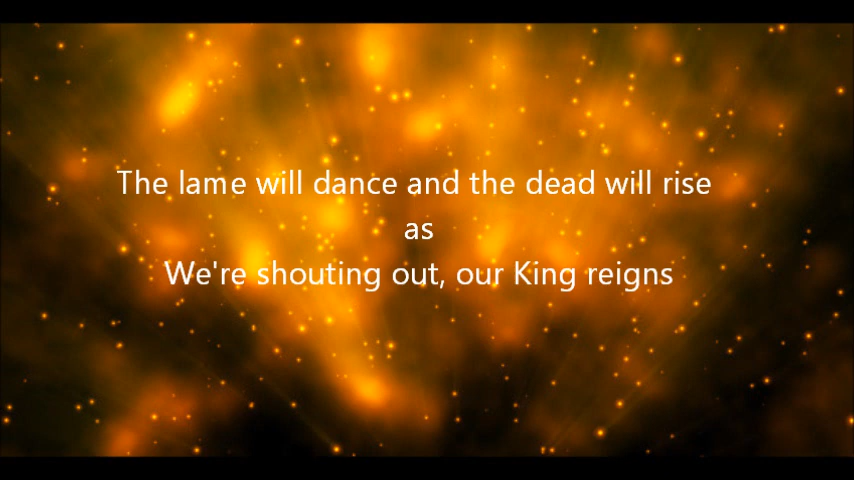 The lame will dance and the dead will rise
as
We're shouting out, our King reigns